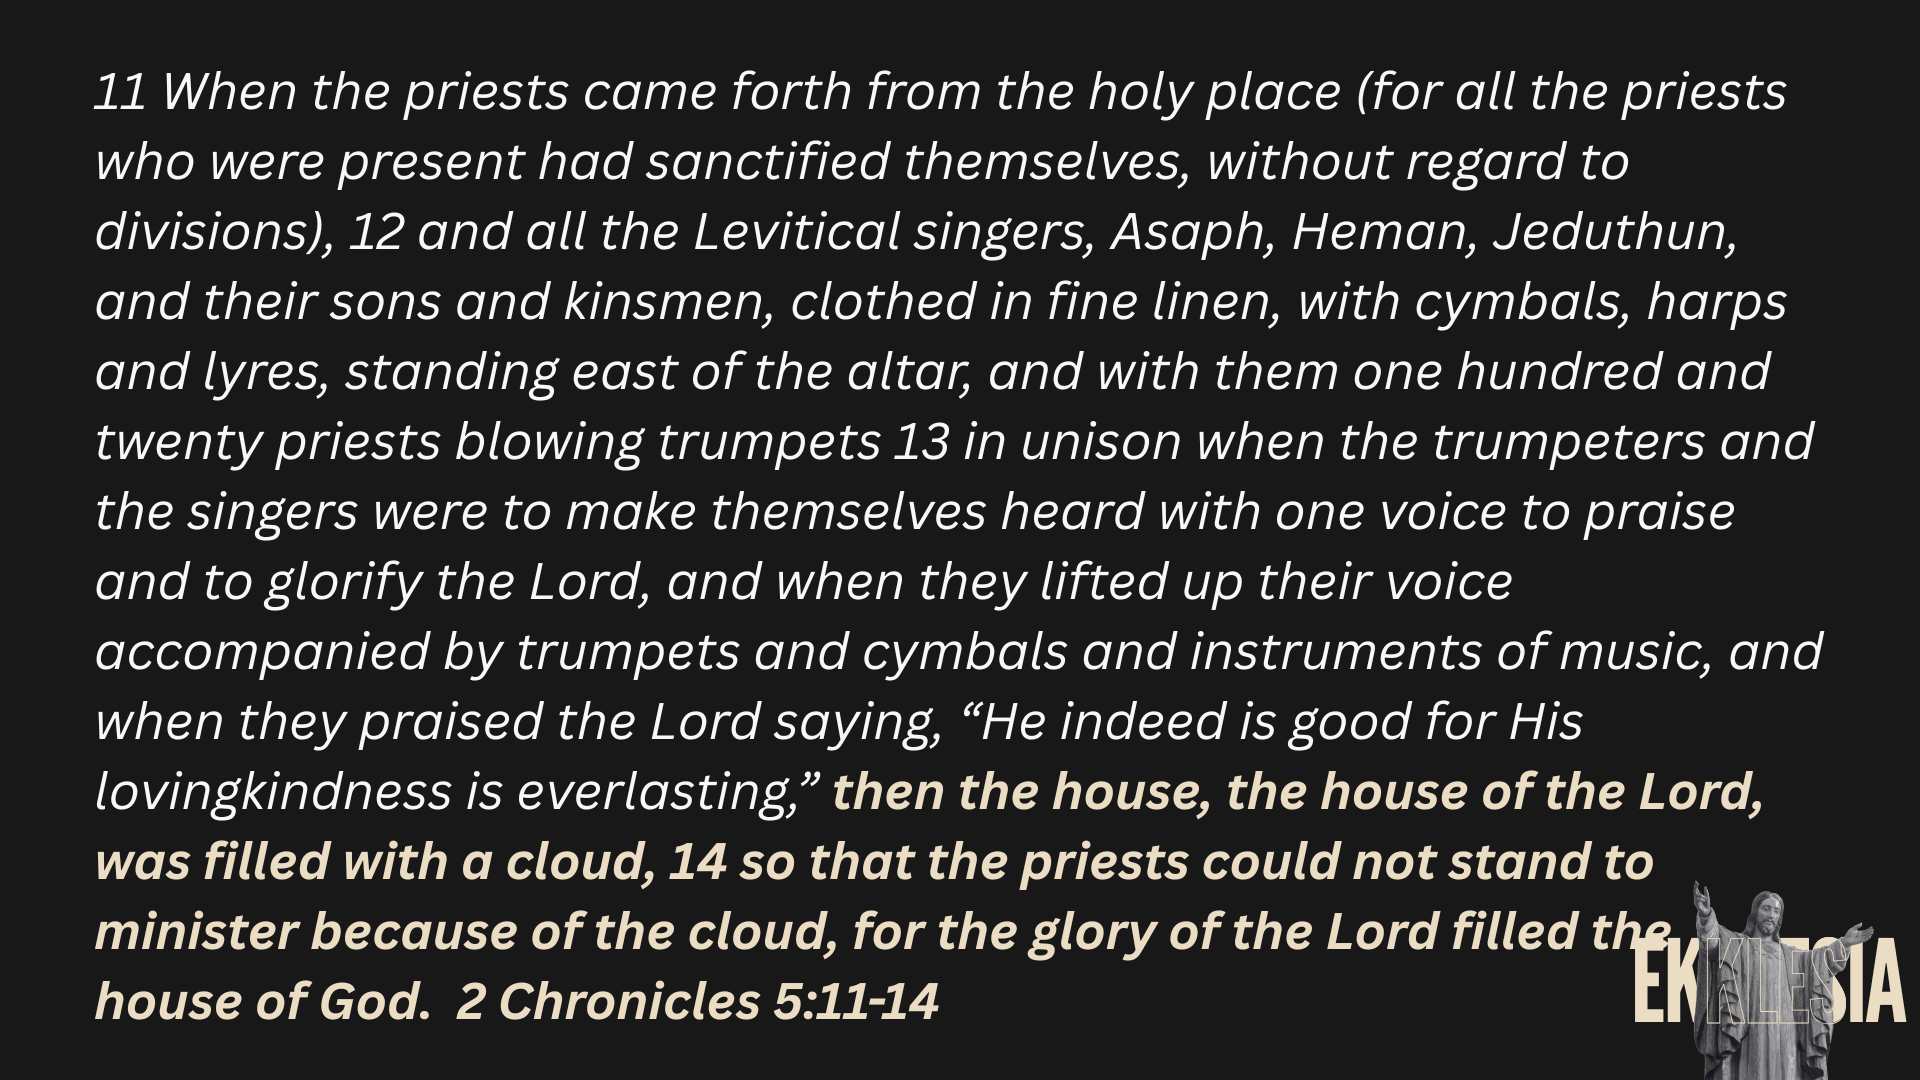 11 When the priests came forth from the holy place (for all the priests
who were present had sanctified themselves, without regard to
divisions), 12 and all the Levitical singers, Asaph, Heman, Jeduthun,
and their sons and kinsmen, clothed in fine linen, with cymbals, harps
and lyres, standing east of the altar, and with them one hundred and
twenty priests blowing trumpets 13 in unison when the trumpeters and
the singers were to make themselves heard with one voice to praise
and to glorify the Lord, and when they lifted up their voice
accompanied by trumpets and cymbals and instruments of music, and
when they praised the Lord saying, “He indeed is good for His
lovingkindness is everlasting,” then the house, the house of the Lord,
was filled with a cloud, 14 so that the priests could not stand to
minister because of the cloud, for the glory of the Lord filled the
house of God.  2 Chronicles 5:11-14
EKKLESIA